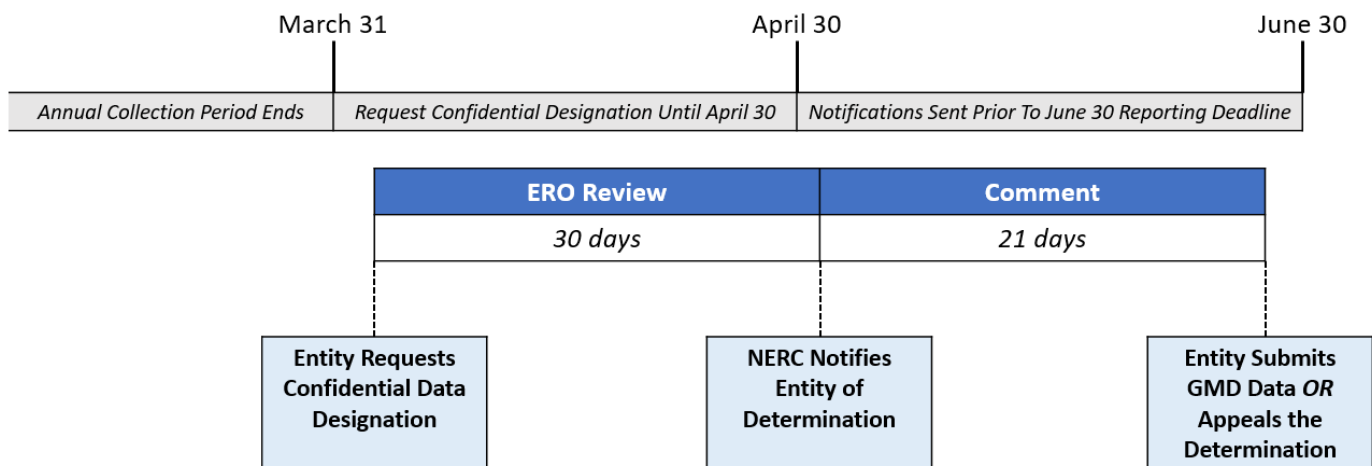 March 31
April 30
June 30
Annual Collection Period Ends
Request Confidential Designation Until April 30
Notifications Sent Prior To June 30 Reporting Deadline
ERO Review
Comment
30 days
21 days
Entity Requests
Confidential Data
Designation
NERC Notifies
Entity of
Determination
Entity Submits
GMD Data OR
Appeals the
Determination